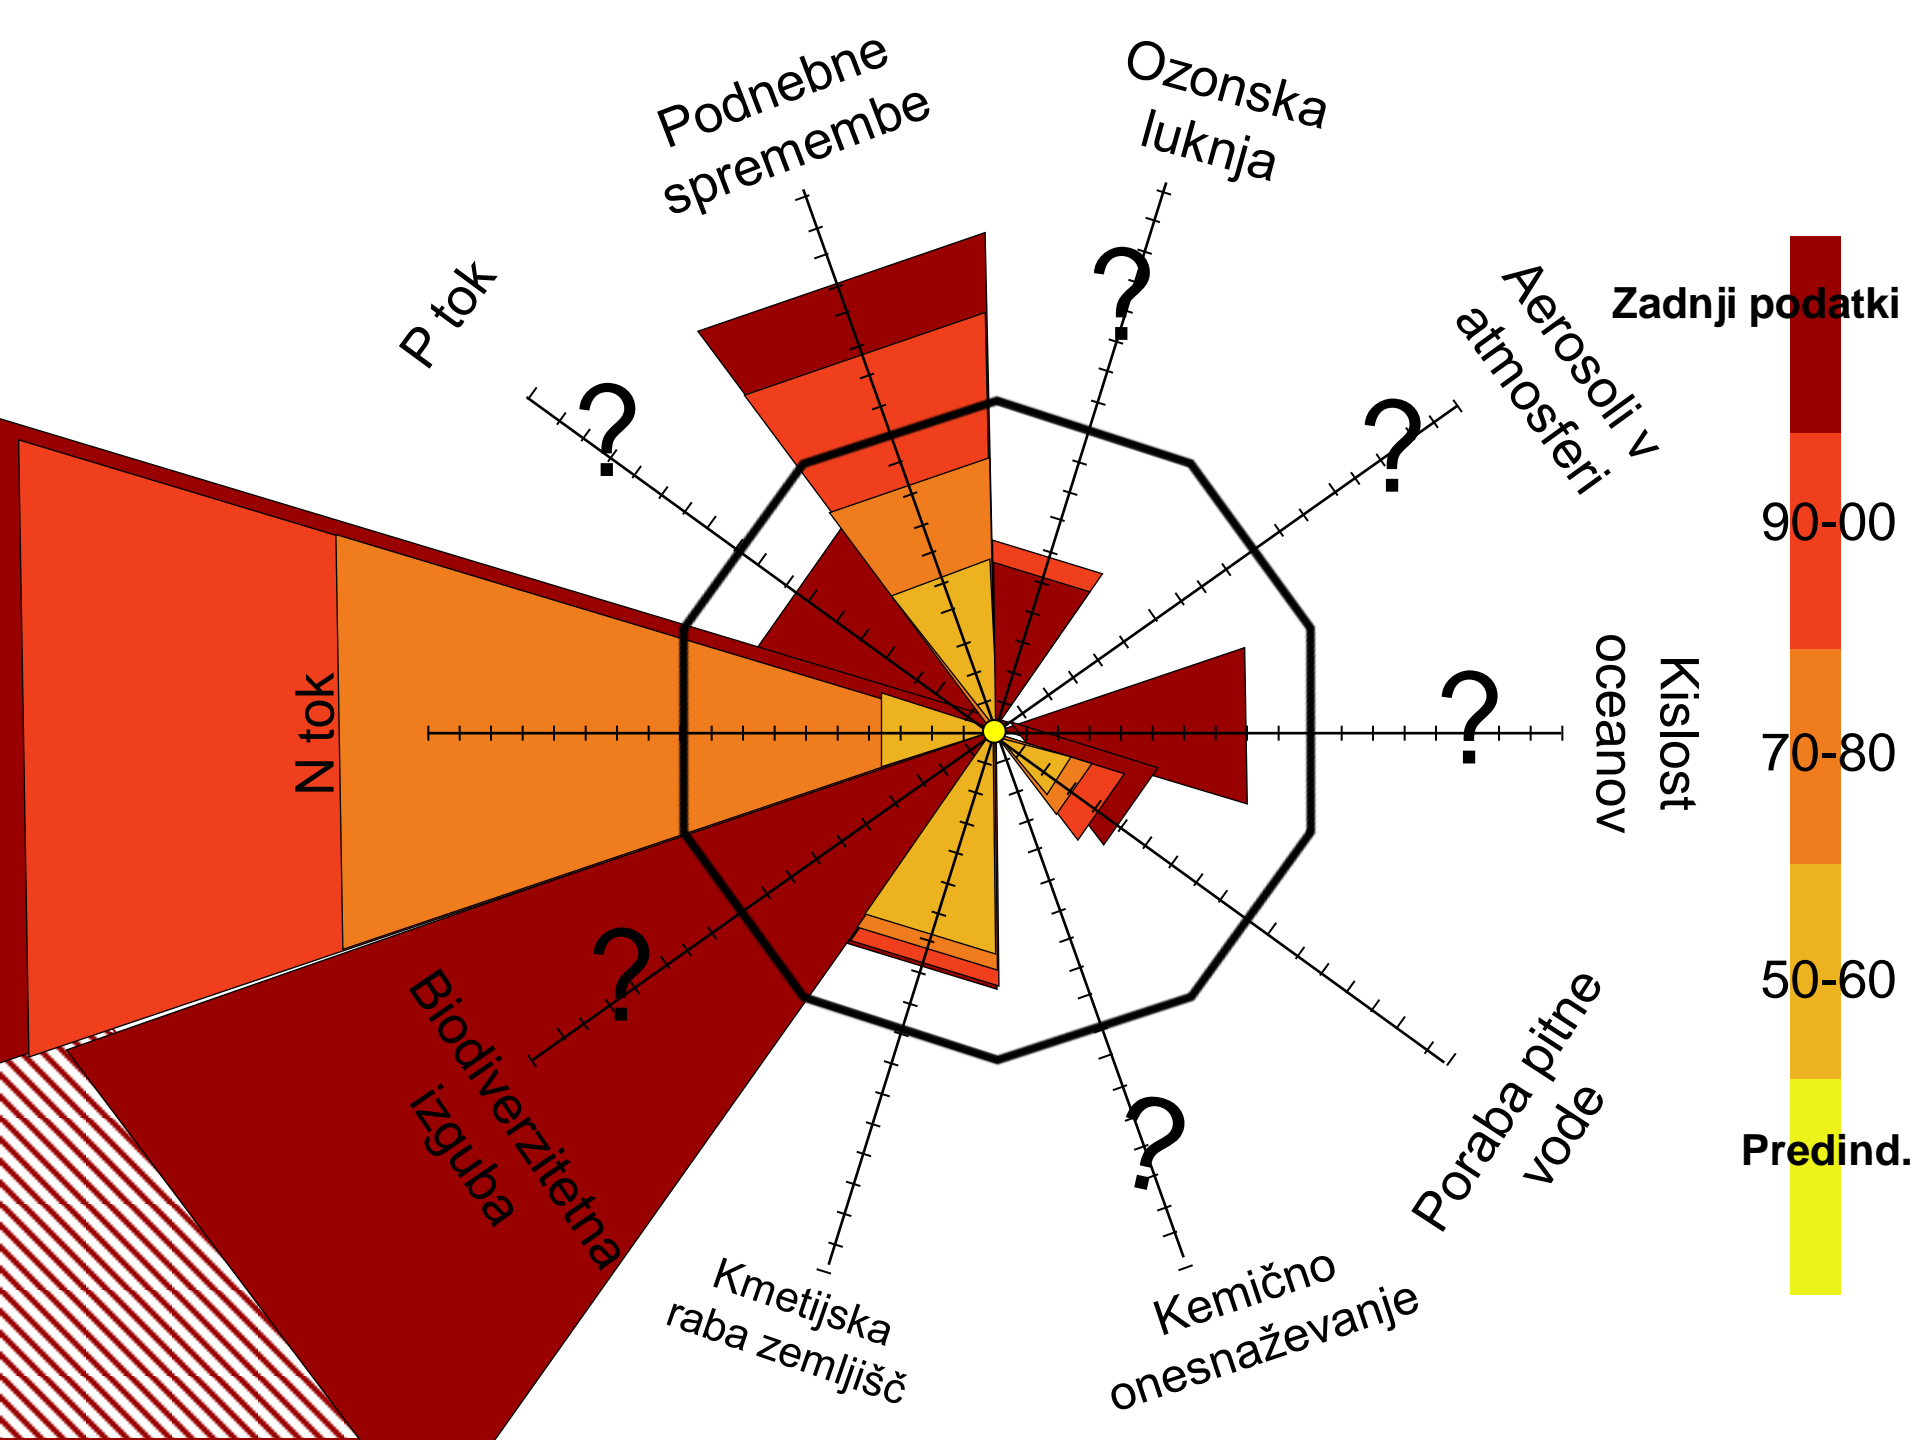 Podnebne
spremembe
Ozonska
luknja
?
Aerosoli v
atmosferi
?
Kislost
oceanov
?
Poraba pitne
vode
Kemično
onesnaževanje
?
Kmetijska
raba zemljišč
Biodiverzitetna
izguba
?
N tok
P tok
?
Zadnji podatki
90-00
70-80
50-60
Predind.